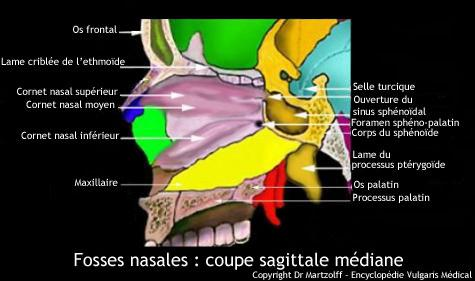 Os frontal
Lame criblée de l'ethmoïde
Cornet nasal supérieur
Cornet nasal moyen
Cornet nasal inférieur
Maxillaire
Selle turcique
Ouverture du
sinus sphénoïdal
Foramen sphéno-palatin
Corps du sphénoïde
Lame du
processus ptérygoïde
Os palatin
Processus palatin
Fosses nasales : coupe sagittale médiane
Copyright Dr Martzolff - Encyclopédie Vulgaris Médical